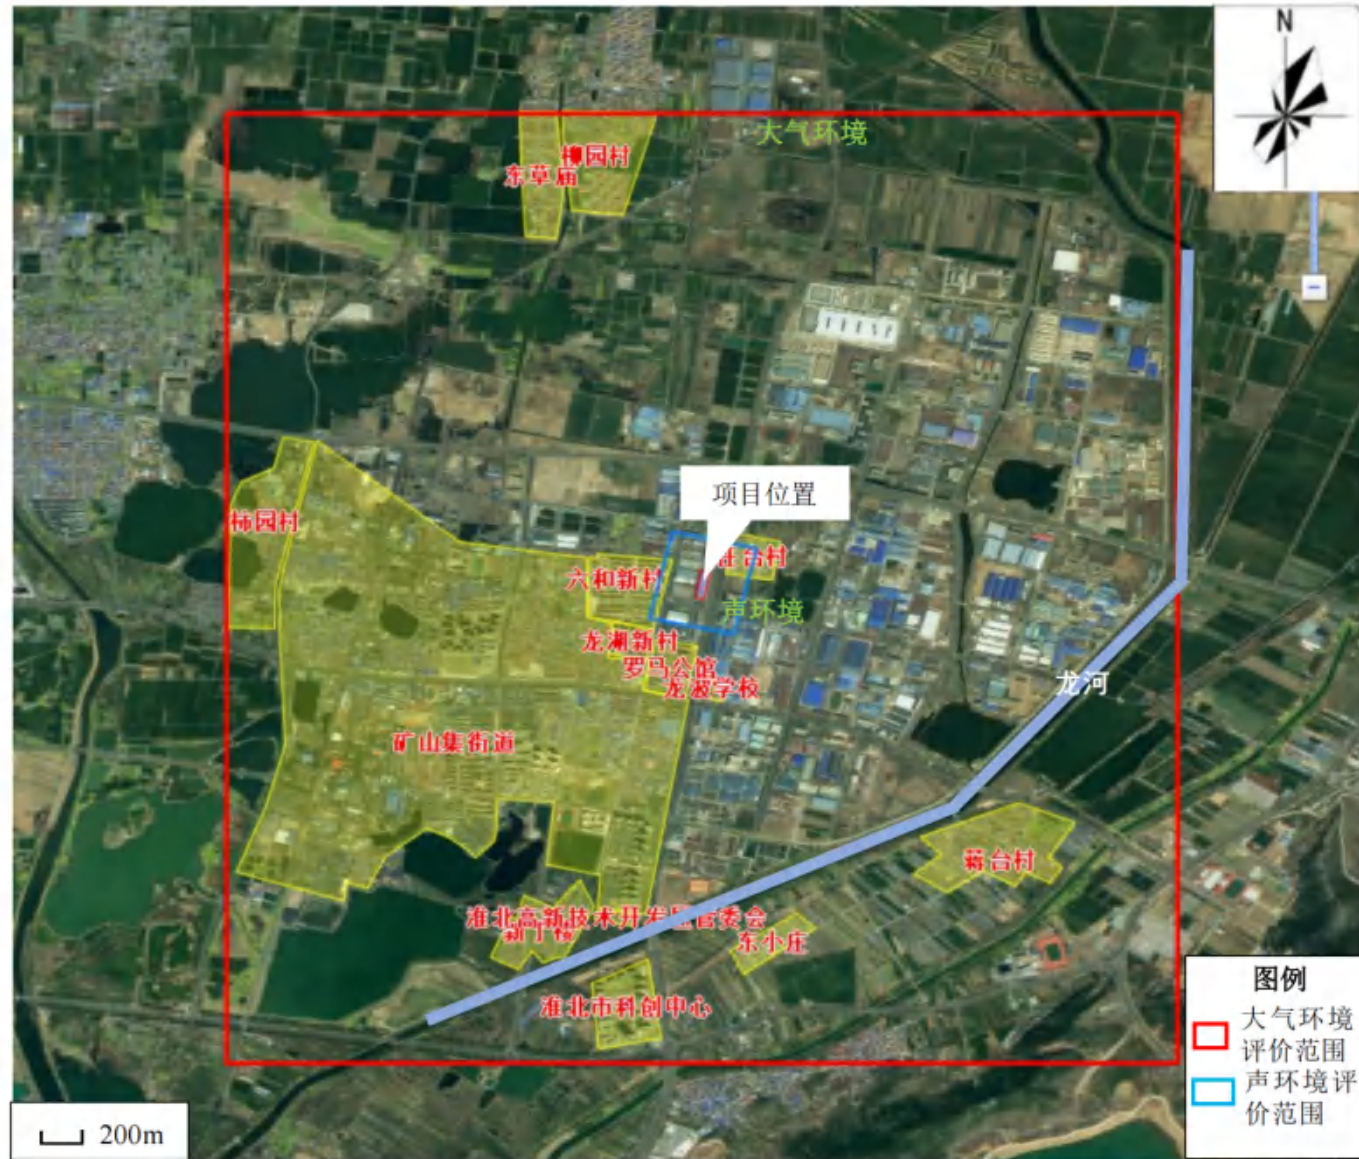 N
大气环境
柳园村
东草庙
项目位置
柿园村
台村
六和新村
声环境
龙湖新村
罗马公馆
龙波学校
龙河
矿山集街道
蒋台村
淮北高新技术开发区管委会
东小庄
淮北市科创中心
图例
大气环境
评价范围
声环境评
价范围
200m